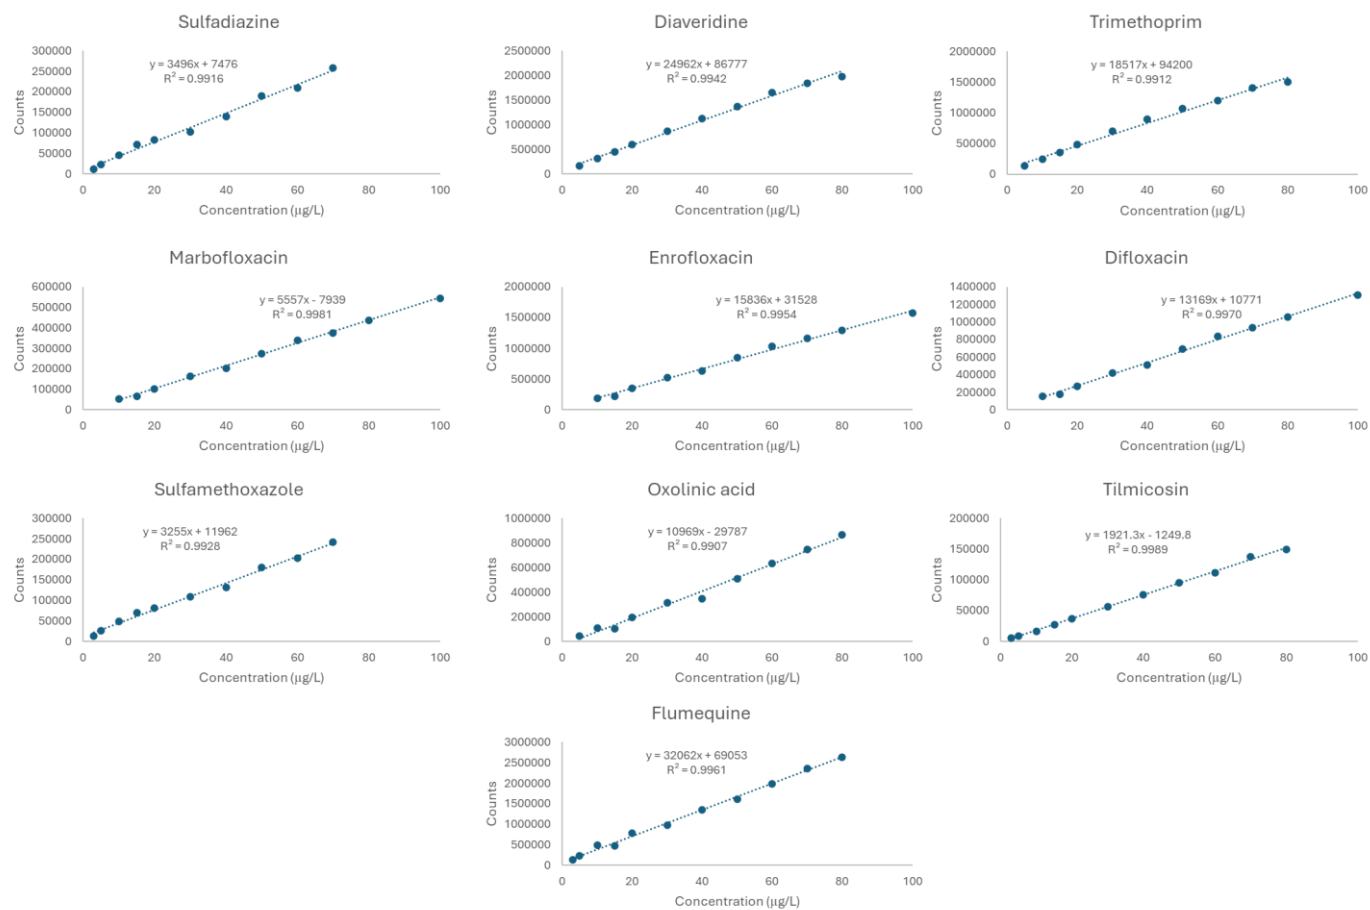 Sulfadiazine
y = 3496x + 7476
R² = 0.9916
Counts
300000
250000
200000
150000
100000
50000
0
0 20 40 60 80 100
Concentration (µg/L)
Diaveridine
y = 24962x + 86777
R² = 0.9942
Counts
2500000
2000000
1500000
1000000
500000
0
0 20 40 60 80 100
Concentration (µg/L)
Trimethoprim
y = 18517x + 94200
R² = 0.9912
Counts
2000000
1500000
1000000
500000
0
0 20 40 60 80 100
Concentration (µg/L)
Marbofloxacin
y = 5557x - 7939
R² = 0.9981
Counts
600000
500000
400000
300000
200000
100000
0
0 20 40 60 80 100
Concentration (µg/L)
Enrofloxacin
y = 15836x + 31528
R² = 0.9954
Counts
2000000
1500000
1000000
500000
0
0 20 40 60 80 100
Concentration (µg/L)
Difloxacin
y = 13169x + 10771
R² = 0.9970
Counts
1400000
1200000
1000000
800000
600000
400000
200000
0
0 20 40 60 80 100
Concentration (µg/L)
Sulfamethoxazole
y = 3255x + 11962
R² = 0.9928
Counts
300000
250000
200000
150000
100000
50000
0
0 20 40 60 80 100
Concentration (µg/L)
Oxolinic acid
y = 10969x - 29787
R² = 0.9907
Counts
1000000
800000
600000
400000
200000
0
0 20 40 60 80 100
Concentration (µg/L)
Tilmicosin
y = 1921.3x - 1249.8
R² = 0.9989
Counts
200000
150000
100000
50000
0
0 20 40 60 80 100
Concentration (µg/L)
Flumequine
y = 32062x + 69053
R² = 0.9961
Counts
3000000
2500000
2000000
1500000
1000000
500000
0
0 20 40 60 80 100
Concentration (µg/L)